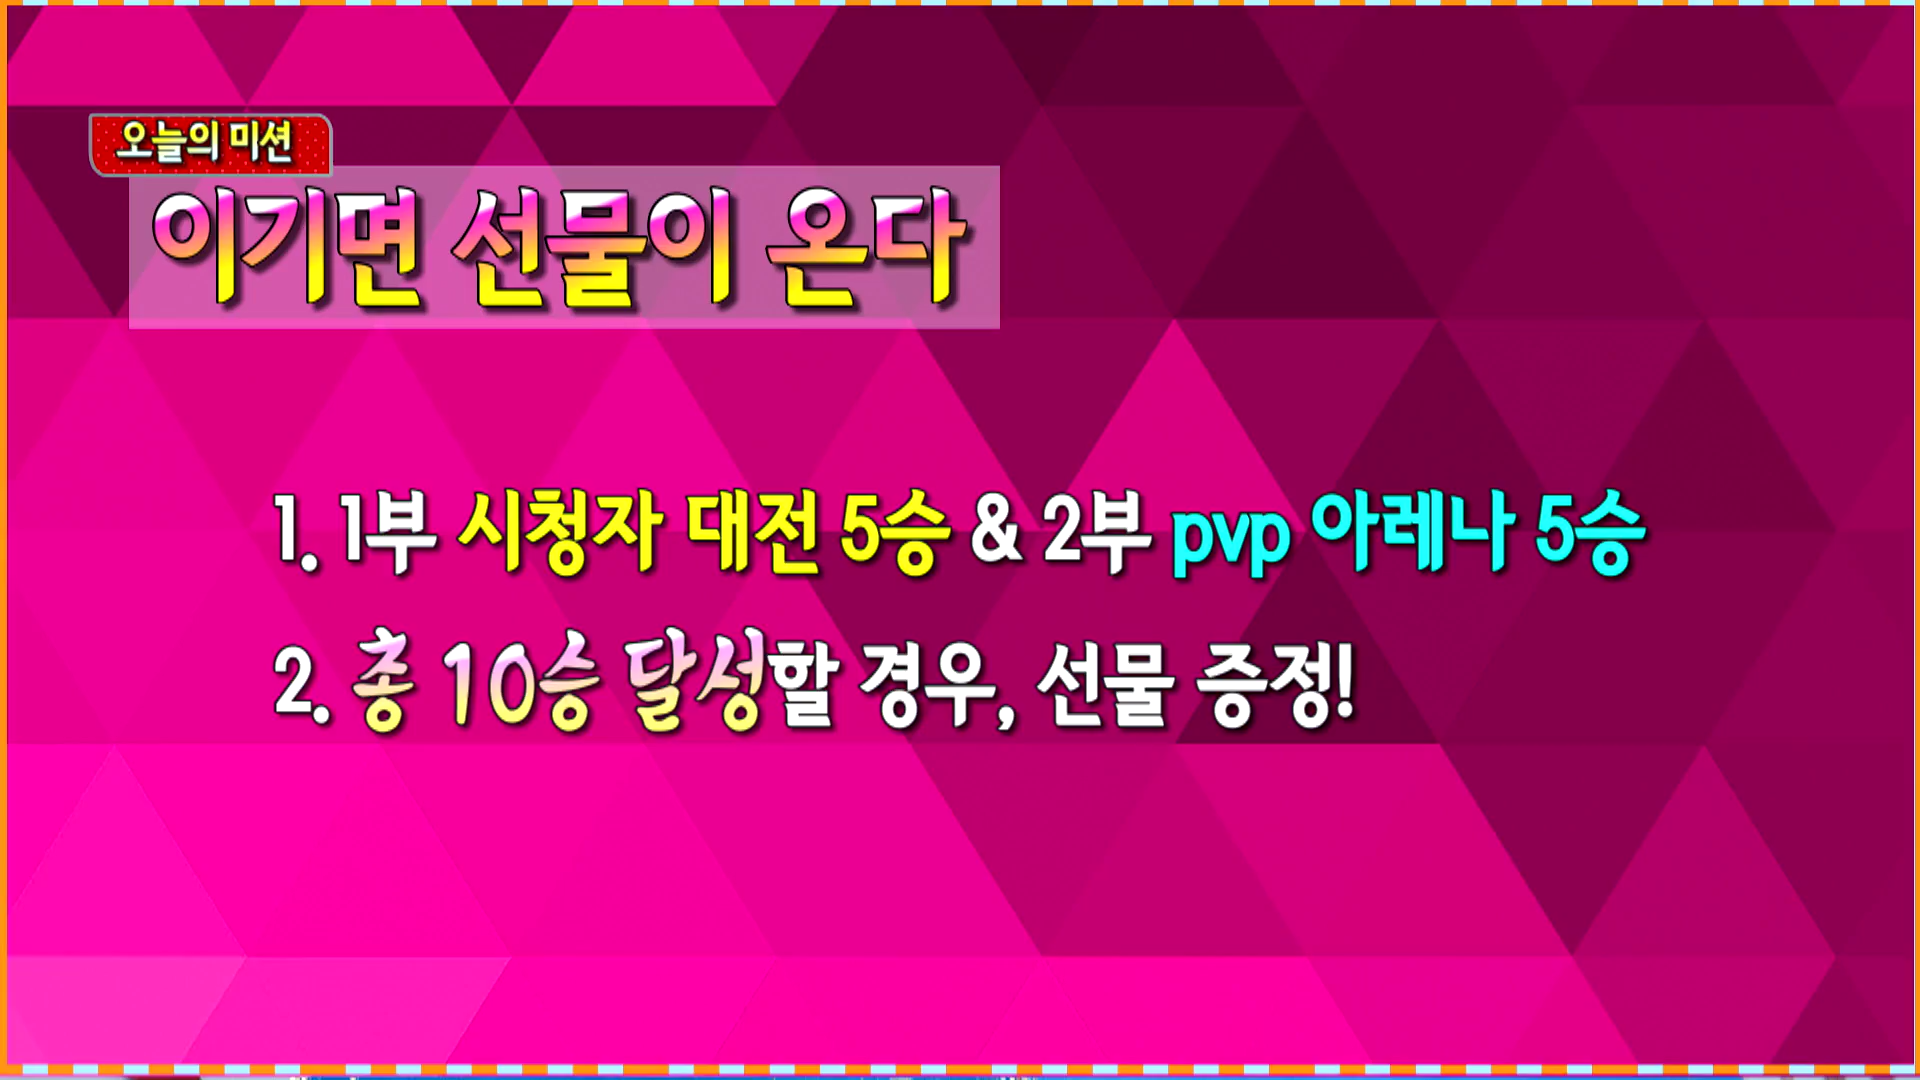 오늘의 미션
이기면 선물이 온다
1. 1부 시청자 대전 5승 & 2부 pvp 아레나 5승
2. 총 10승 달성할 경우, 선물 증정!